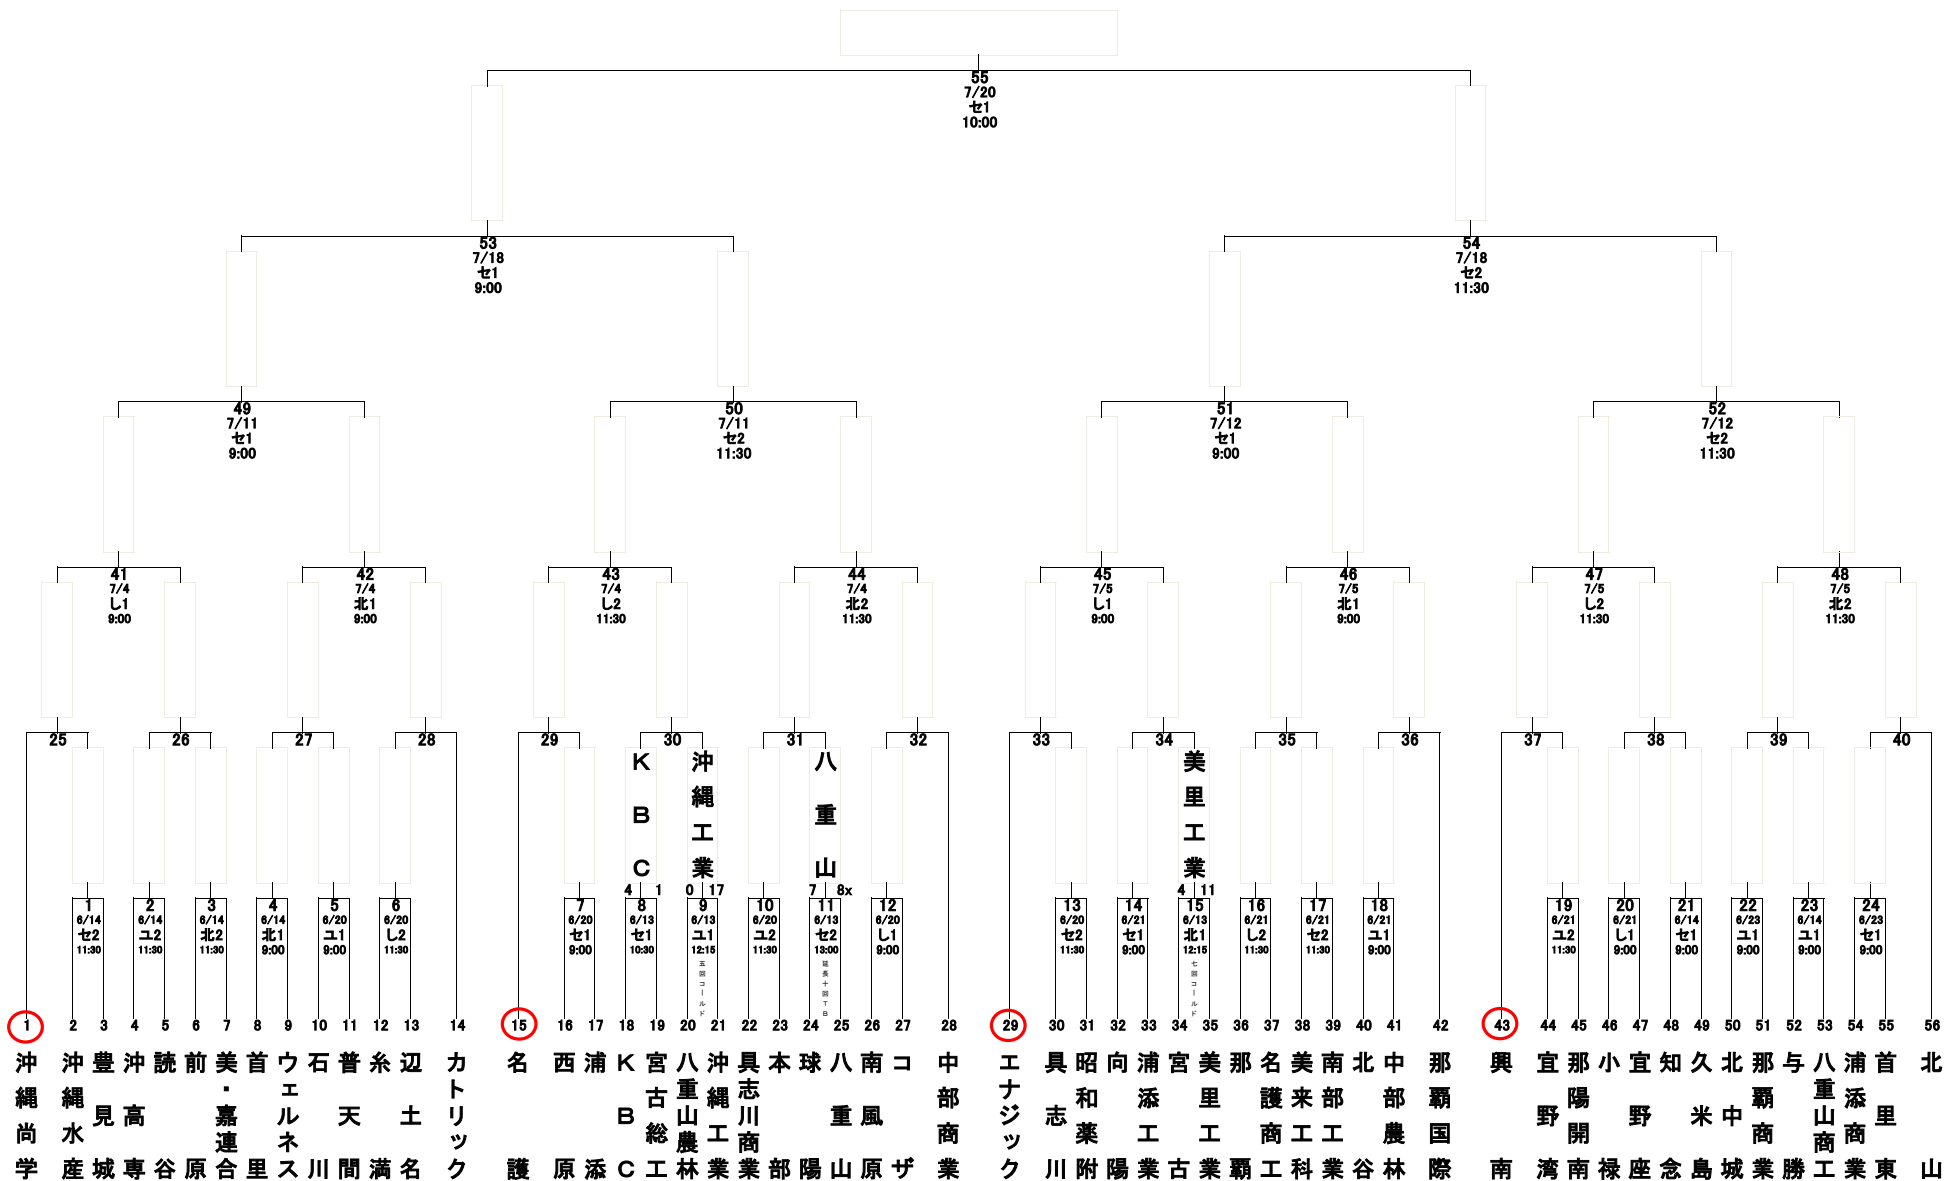 55
7/20
セ1
10:00
53
7/18
セ1
9:00
54
7/18
セ2
11:30
49
7/11
セ1
9:00
50
7/11
セ2
11:30
51
7/12
セ1
9:00
52
7/12
セ2
11:30
41
7/4
し1
9:00
42
7/4
北1
9:00
43
7/4
し2
11:30
44
7/4
北2
11:30
45
7/5
し1
9:00
46
7/5
北1
9:00
47
7/5
し2
11:30
48
7/5
北2
11:30
25
26
27
28
29
30
31
32
33
34
35
36
37
38
39
40
KBC
沖縄工業
八重山
美里工業
4 1
0 17
7 8x
4 11
1
6/14
セ2
11:30
2
6/14
ユ2
11:30
3
6/14
北2
11:30
4
6/14
北1
9:00
5
6/20
ユ1
9:00
6
6/20
し2
11:30
7
6/20
セ1
9:00
8
6/13
セ1
10:30
9
6/13
ユ1
12:15
五回コールド
10
6/20
ユ2
11:30
11
6/13
セ2
13:00
延長十回TB
12
6/20
し1
9:00
13
6/20
セ2
11:30
14
6/21
セ1
9:00
15
6/13
北1
12:15
七回コールド
16
6/21
し2
11:30
17
6/21
セ2
11:30
18
6/21
ユ1
9:00
19
6/21
ユ2
11:30
20
6/21
し1
9:00
21
6/14
セ1
9:00
22
6/23
ユ1
9:00
23
6/14
ユ1
9:00
24
6/23
セ1
9:00
1 沖縄尚学
2 沖縄水産
3 豊見城
4 沖高専
5 読谷
6 前原
7 美・嘉連合
8 首里
9 ウェルネス
10 石川
11 普天間
12 糸満
13 辺土名
14 カトリック
15 名護
16 西原
17 浦添
18 KBC
19 宮古総工
20 八重山農林
21 沖縄工業
22 具志川商業
23 本部
24 球陽
25 八重山
26 南風原
27 コザ
28 中部商業
29 エナジック
30 具志川
31 昭和薬附
32 向陽
33 浦添工業
34 宮古
35 美里工業
36 那覇
37 名護商工
38 美来工科
39 南部工業
40 北谷
41 中部農林
42 那覇国際
43 興南
44 宜野湾
45 那陽開南
46 小禄
47 宜野座
48 知念
49 久米島
50 北中城
51 那覇商業
52 与勝
53 八重山商工
54 浦添商業
55 首里東
56 北山